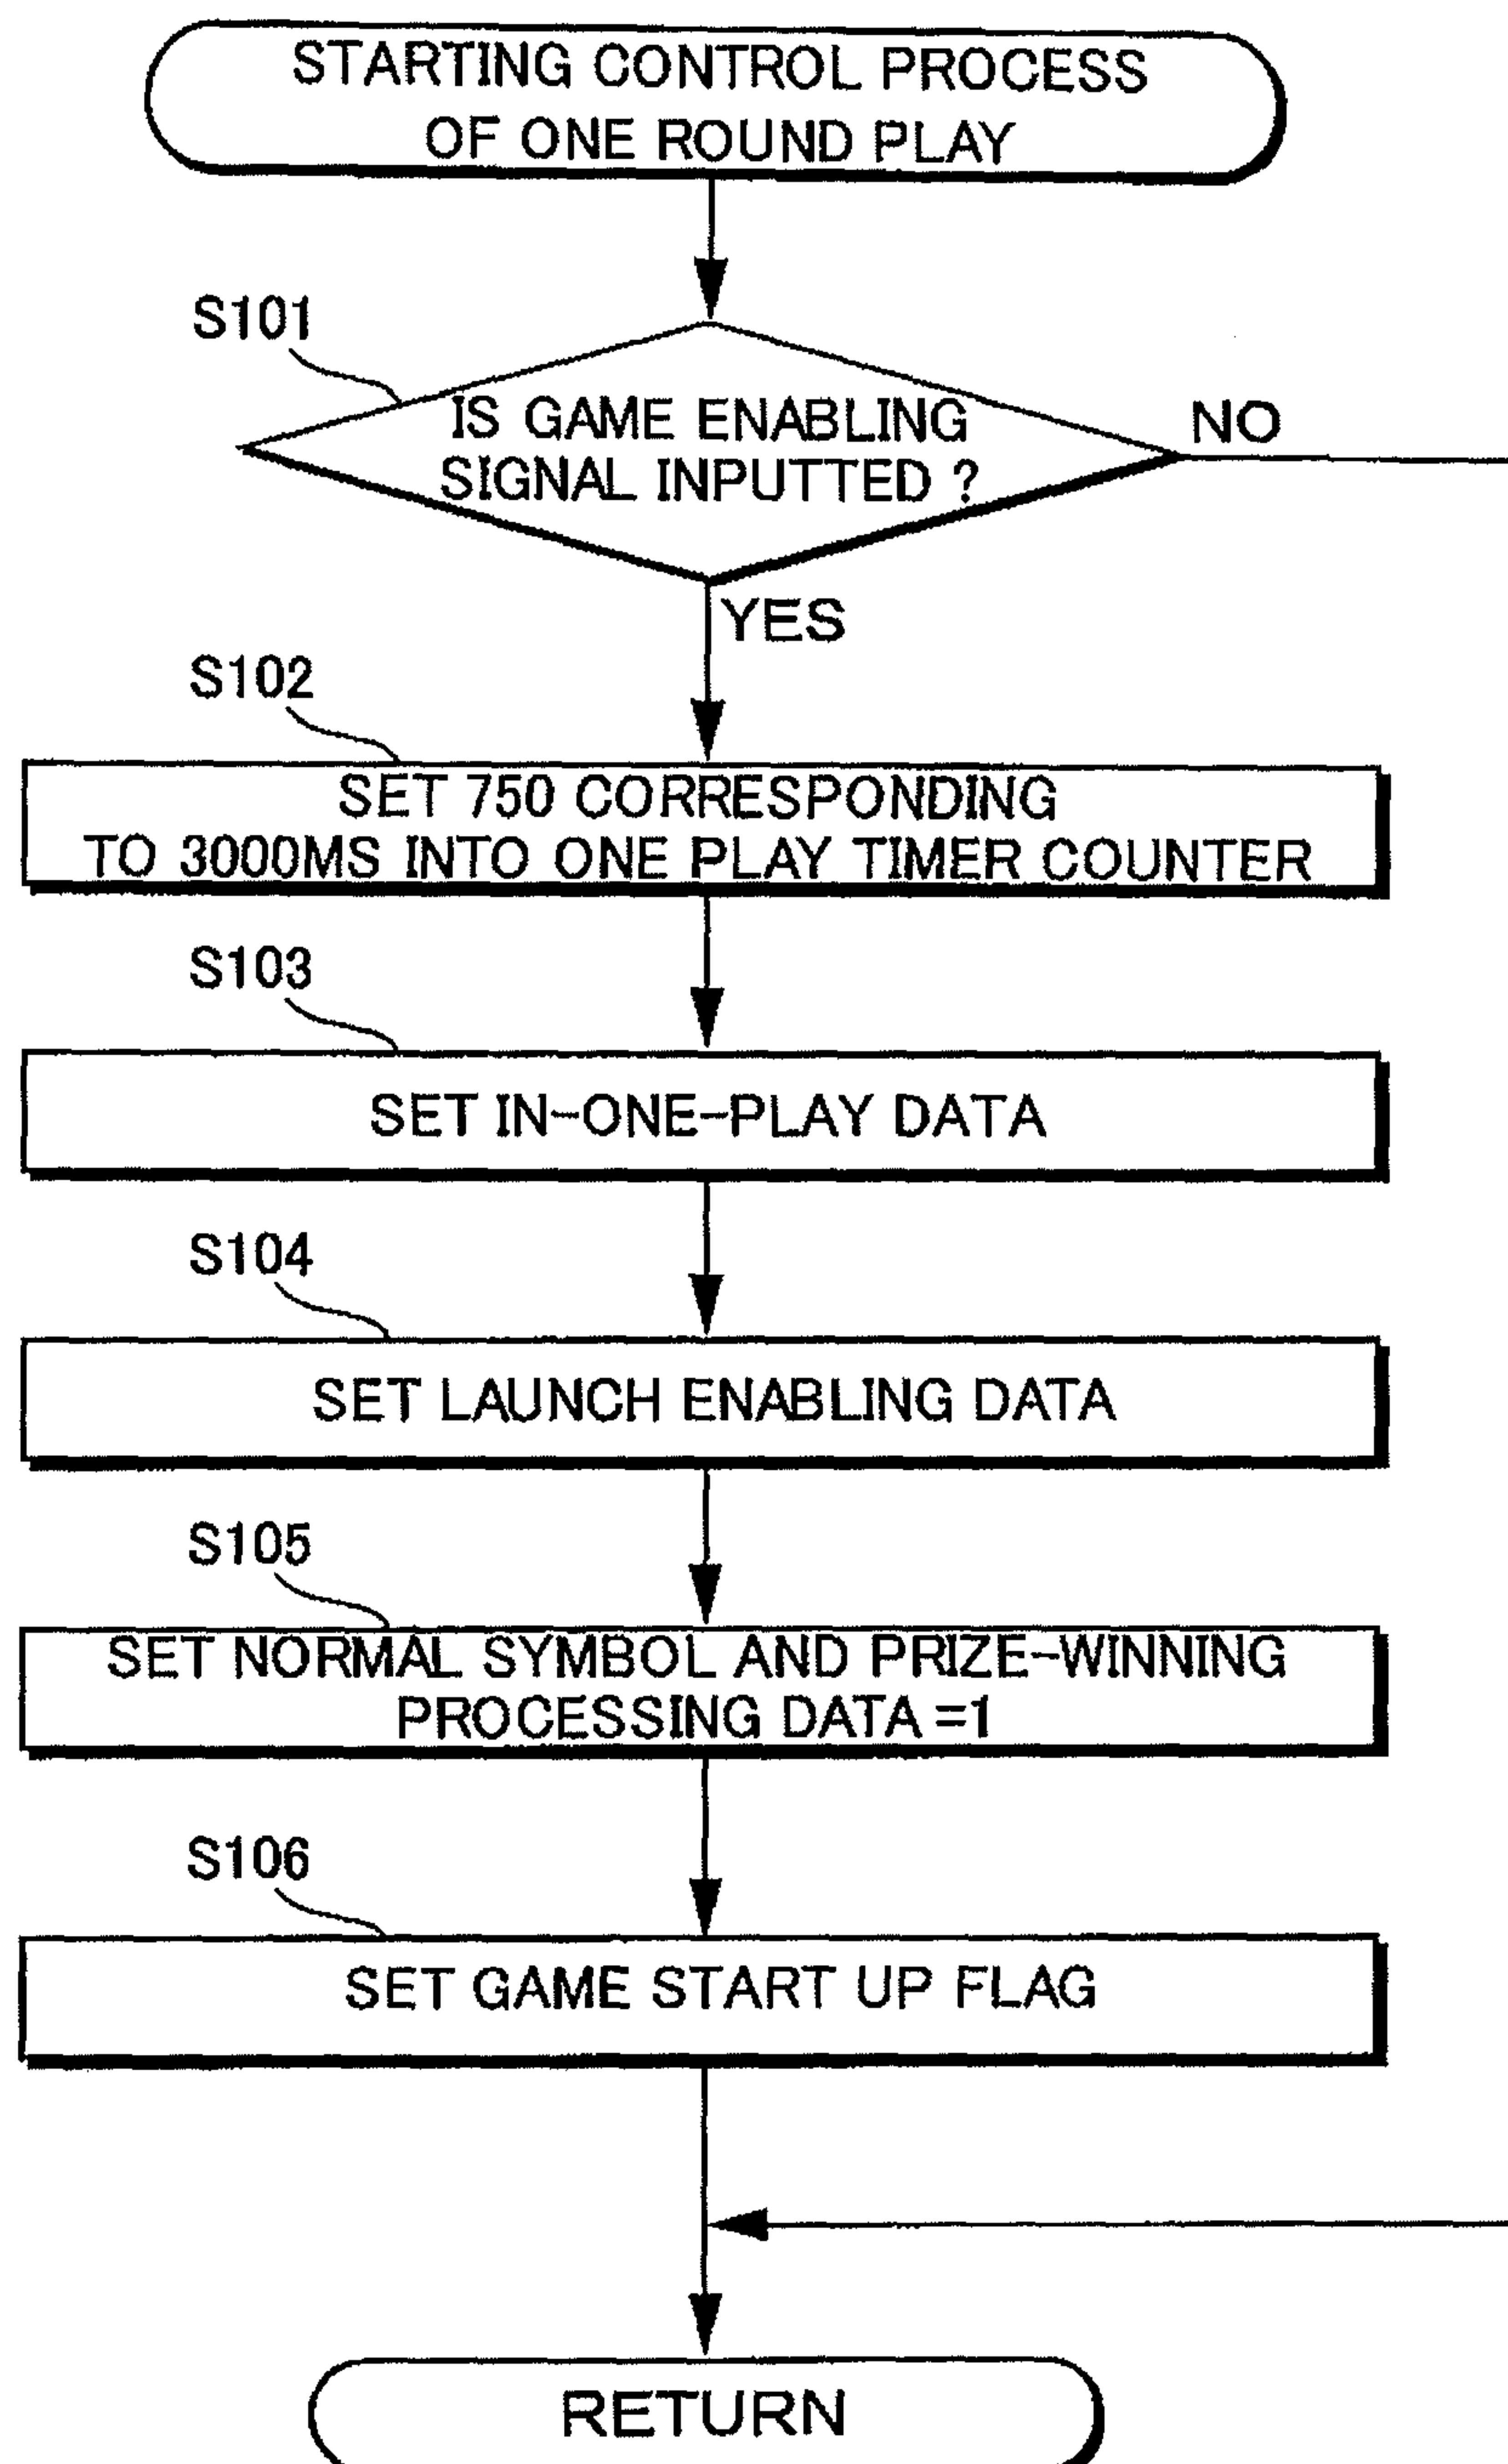 STARTING CONTROL PROCESS
OF ONE ROUND PLAY
S101
IS GAME ENABLING
SIGNAL INPUTTED ?
NO
YES
S102
SET 750 CORRESPONDING
TO 3000MS INTO ONE PLAY TIMER COUNTER
S103
SET IN-ONE-PLAY DATA
S104
SET LAUNCH ENABLING DATA
S105
SET NORMAL SYMBOL AND PRIZE-WINNING
PROCESSING DATA =1
S106
SET GAME START UP FLAG
RETURN